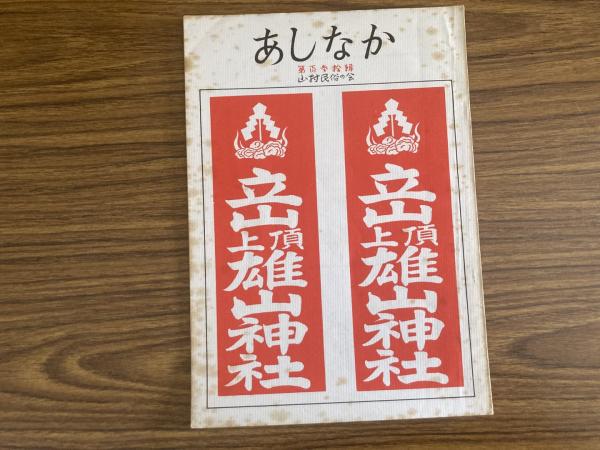 あしなか
第百参拾輯
山村民俗の会
立山
頂上
雄山神社
立山
頂上
雄山神社